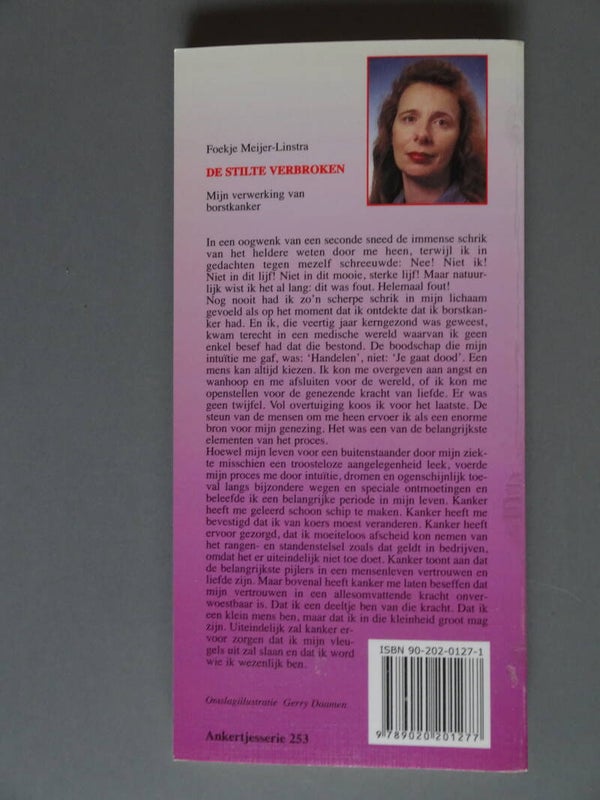 Foekje Meijer-Linstra
DE STILTE VERBROKEN
Mijn verwerking van
borstkanker
In een oogwenk van een seconde sneed de immense schrik
van het heldere weten door me heen, terwijl ik in
gedachten tegen mezelf schreeuwde: Nee! Niet ik!
Niet in dit lijf! Niet in dit mooie, sterke lijf! Maar natuur-
lijk wist ik het al lang: dit was fout. Helemaal fout!
Nog nooit had ik zo'n scherpe schrik in mijn lichaam
gevoeld als op het moment dat ik ontdekte dat ik borstkan-
ker had. En ik, die veertig jaar kerngezond was geweest,
kwam terecht in een medische wereld waarvan ik geen
enkel besef had dat die bestond. De boodschap die mijn
intuïtie me gaf, was: 'Handelen', niet: 'Je gaat dood'. Een
mens kan altijd kiezen. Ik kon me overgeven aan angst en
wanhoop en me afsluiten voor de wereld, of ik kon me
openstellen voor de genezende kracht van liefde. Er was
geen twijfel. Vol overtuiging koos ik voor het laatste. De
steun van de mensen om me heen ervoer ik als een enorme
bron voor mijn genezing. Het was een van de belangrijkste
elementen van het proces.
Hoewel mijn leven voor een buitenstaander door mijn ziek-
te misschien een troosteloze aangelegenheid leek, voerde
mijn proces me door intuïtie, dromen en ogenschijnlijk toe-
val langs bijzondere wegen en speciale ontmoetingen en
beleefde ik een belangrijke periode in mijn leven. Kanker
heeft me geleerd schoon schip te maken. Kanker heeft me
bevestigd dat ik van koers moest veranderen. Kanker heeft
ervoor gezorgd, dat ik moeiteloos afscheid kon nemen van
het rangen- en standenstelsel zoals dat geldt in bedrijven,
omdat het er uiteindelijk niet toe doet. Kanker toont aan dat
de belangrijkste pijlers in een mensenleven vertrouwen en
liefde zijn. Maar bovenal heeft kanker me laten beseffen dat
mijn vertrouwen in een allesomvattende kracht onver-
woestbaar is. Dat ik een deeltje ben van die kracht. Dat ik
een klein mens ben, maar dat ik in die kleinheid groot mag
zijn. Uiteindelijk zal kanker er-
voor zorgen dat ik mijn vleu-
gels uit zal slaan en dat ik word
wie ik wezenlijk ben.
ISBN 90-202-0127-1
9 789020 201277
Omslagillustratie Gerry Daamen
Ankertjesserie 253